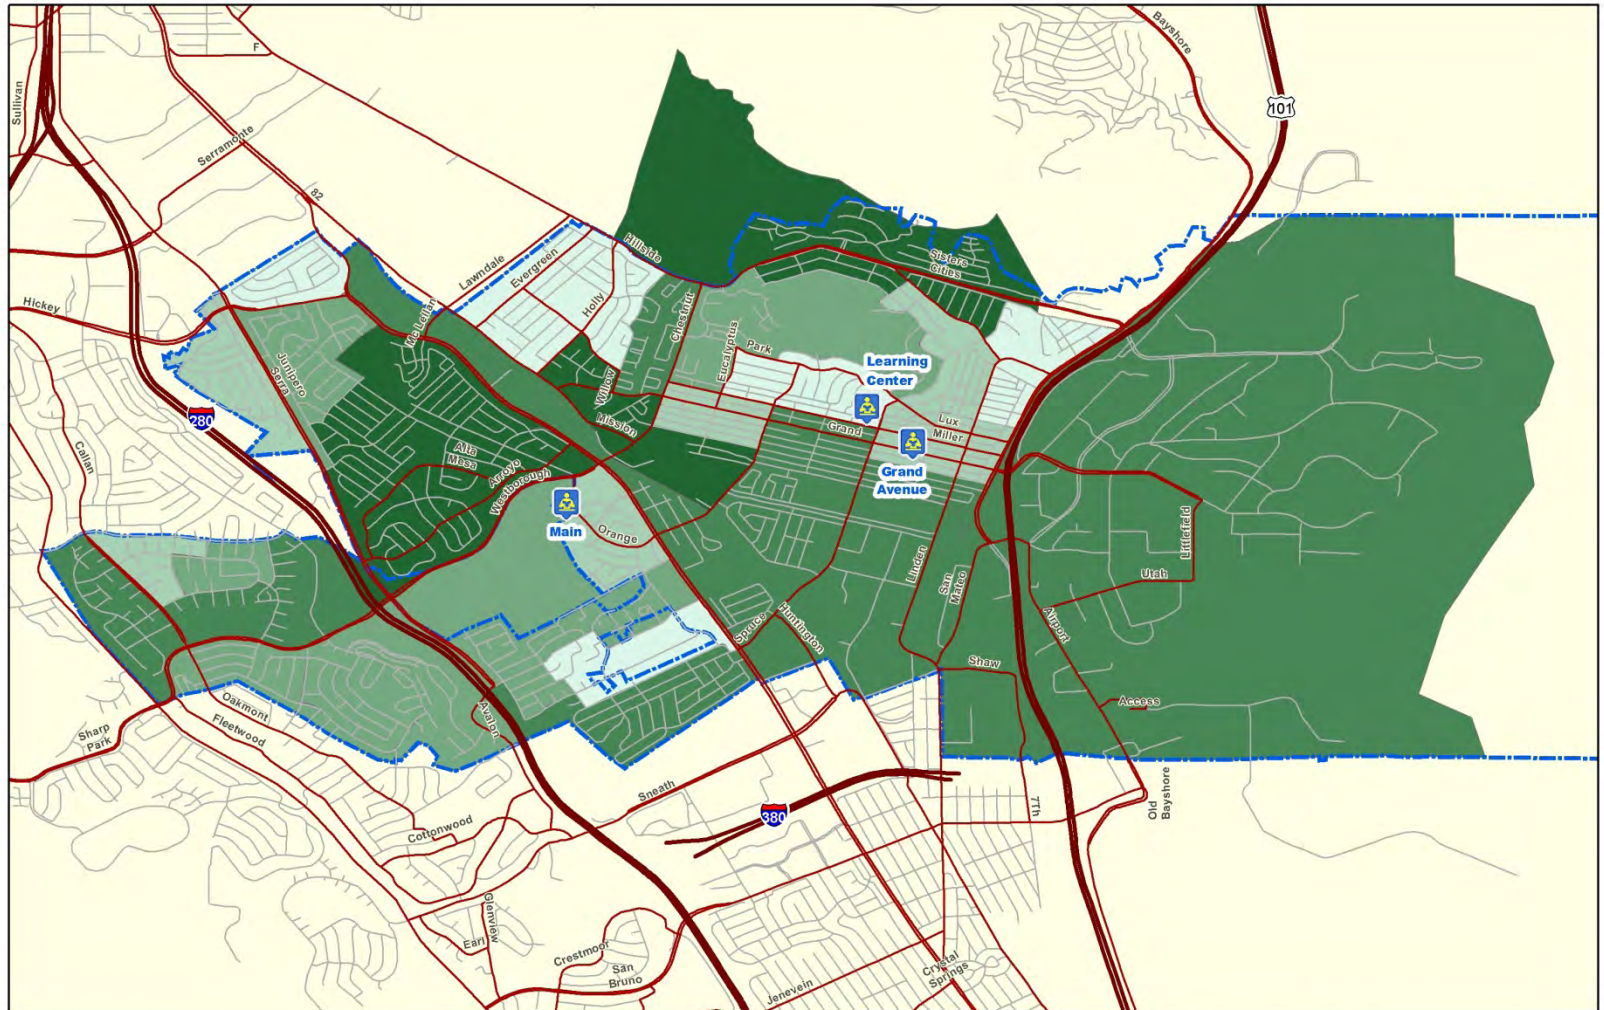 F
Bayshore
101
Sullivan
Serramonte
82
Hillside
Sisters
Cities
Lawndale
Evergreen
Hickey
Holly
Mc Lellan
Chestnut
Eucalyptus
Park
Learning
Center
Junipero
Serra
Willow
280
Mission
Grand
Lux
Miller
Callan
Alta
Mesa
Arroyo
Westborough
Grand
Avenue
Main
Orange
Littlefield
Linden
San
Mateo
Utah
Airport
Spruce
Huntington
Shaw
Oakmont
Fleetwood
Avalon
Access
Sharp
Park
Sneath
7Th
Old
Bayshore
380
Cottonwood
Glenview
Earl
Crestmoor
San
Bruno
Crystal
Springs
Jenevein